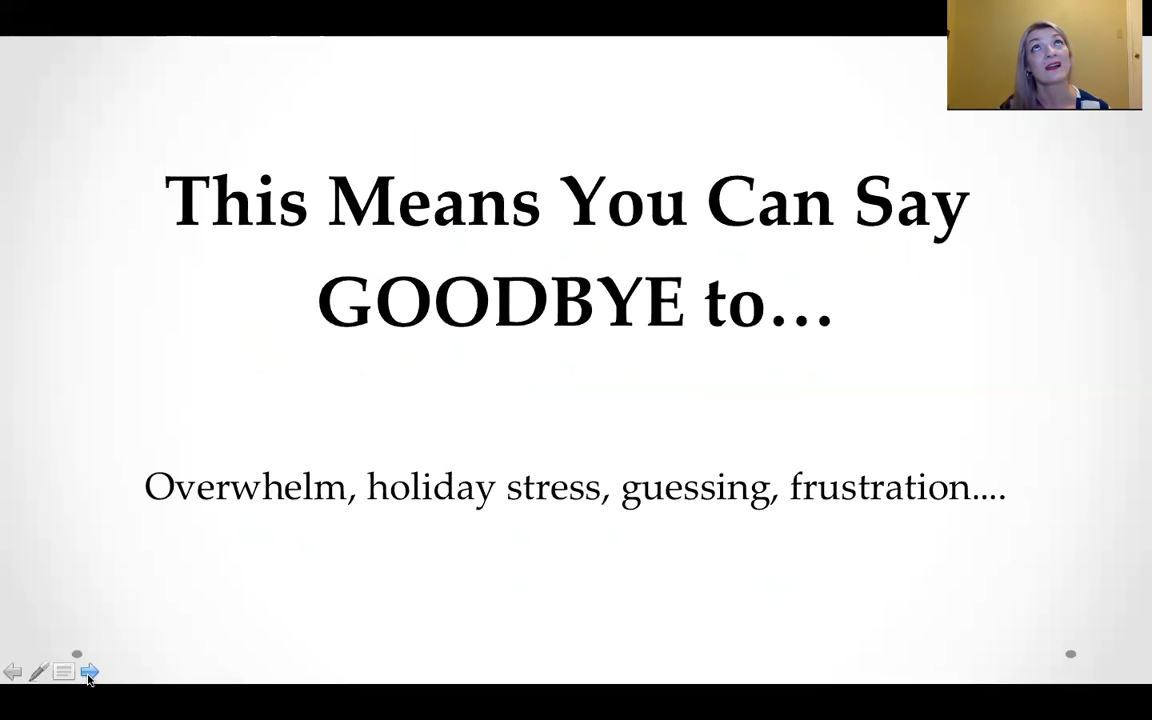 This Means You Can Say
GOODBYE to…
Overwhelm, holiday stress, guessing, frustration....